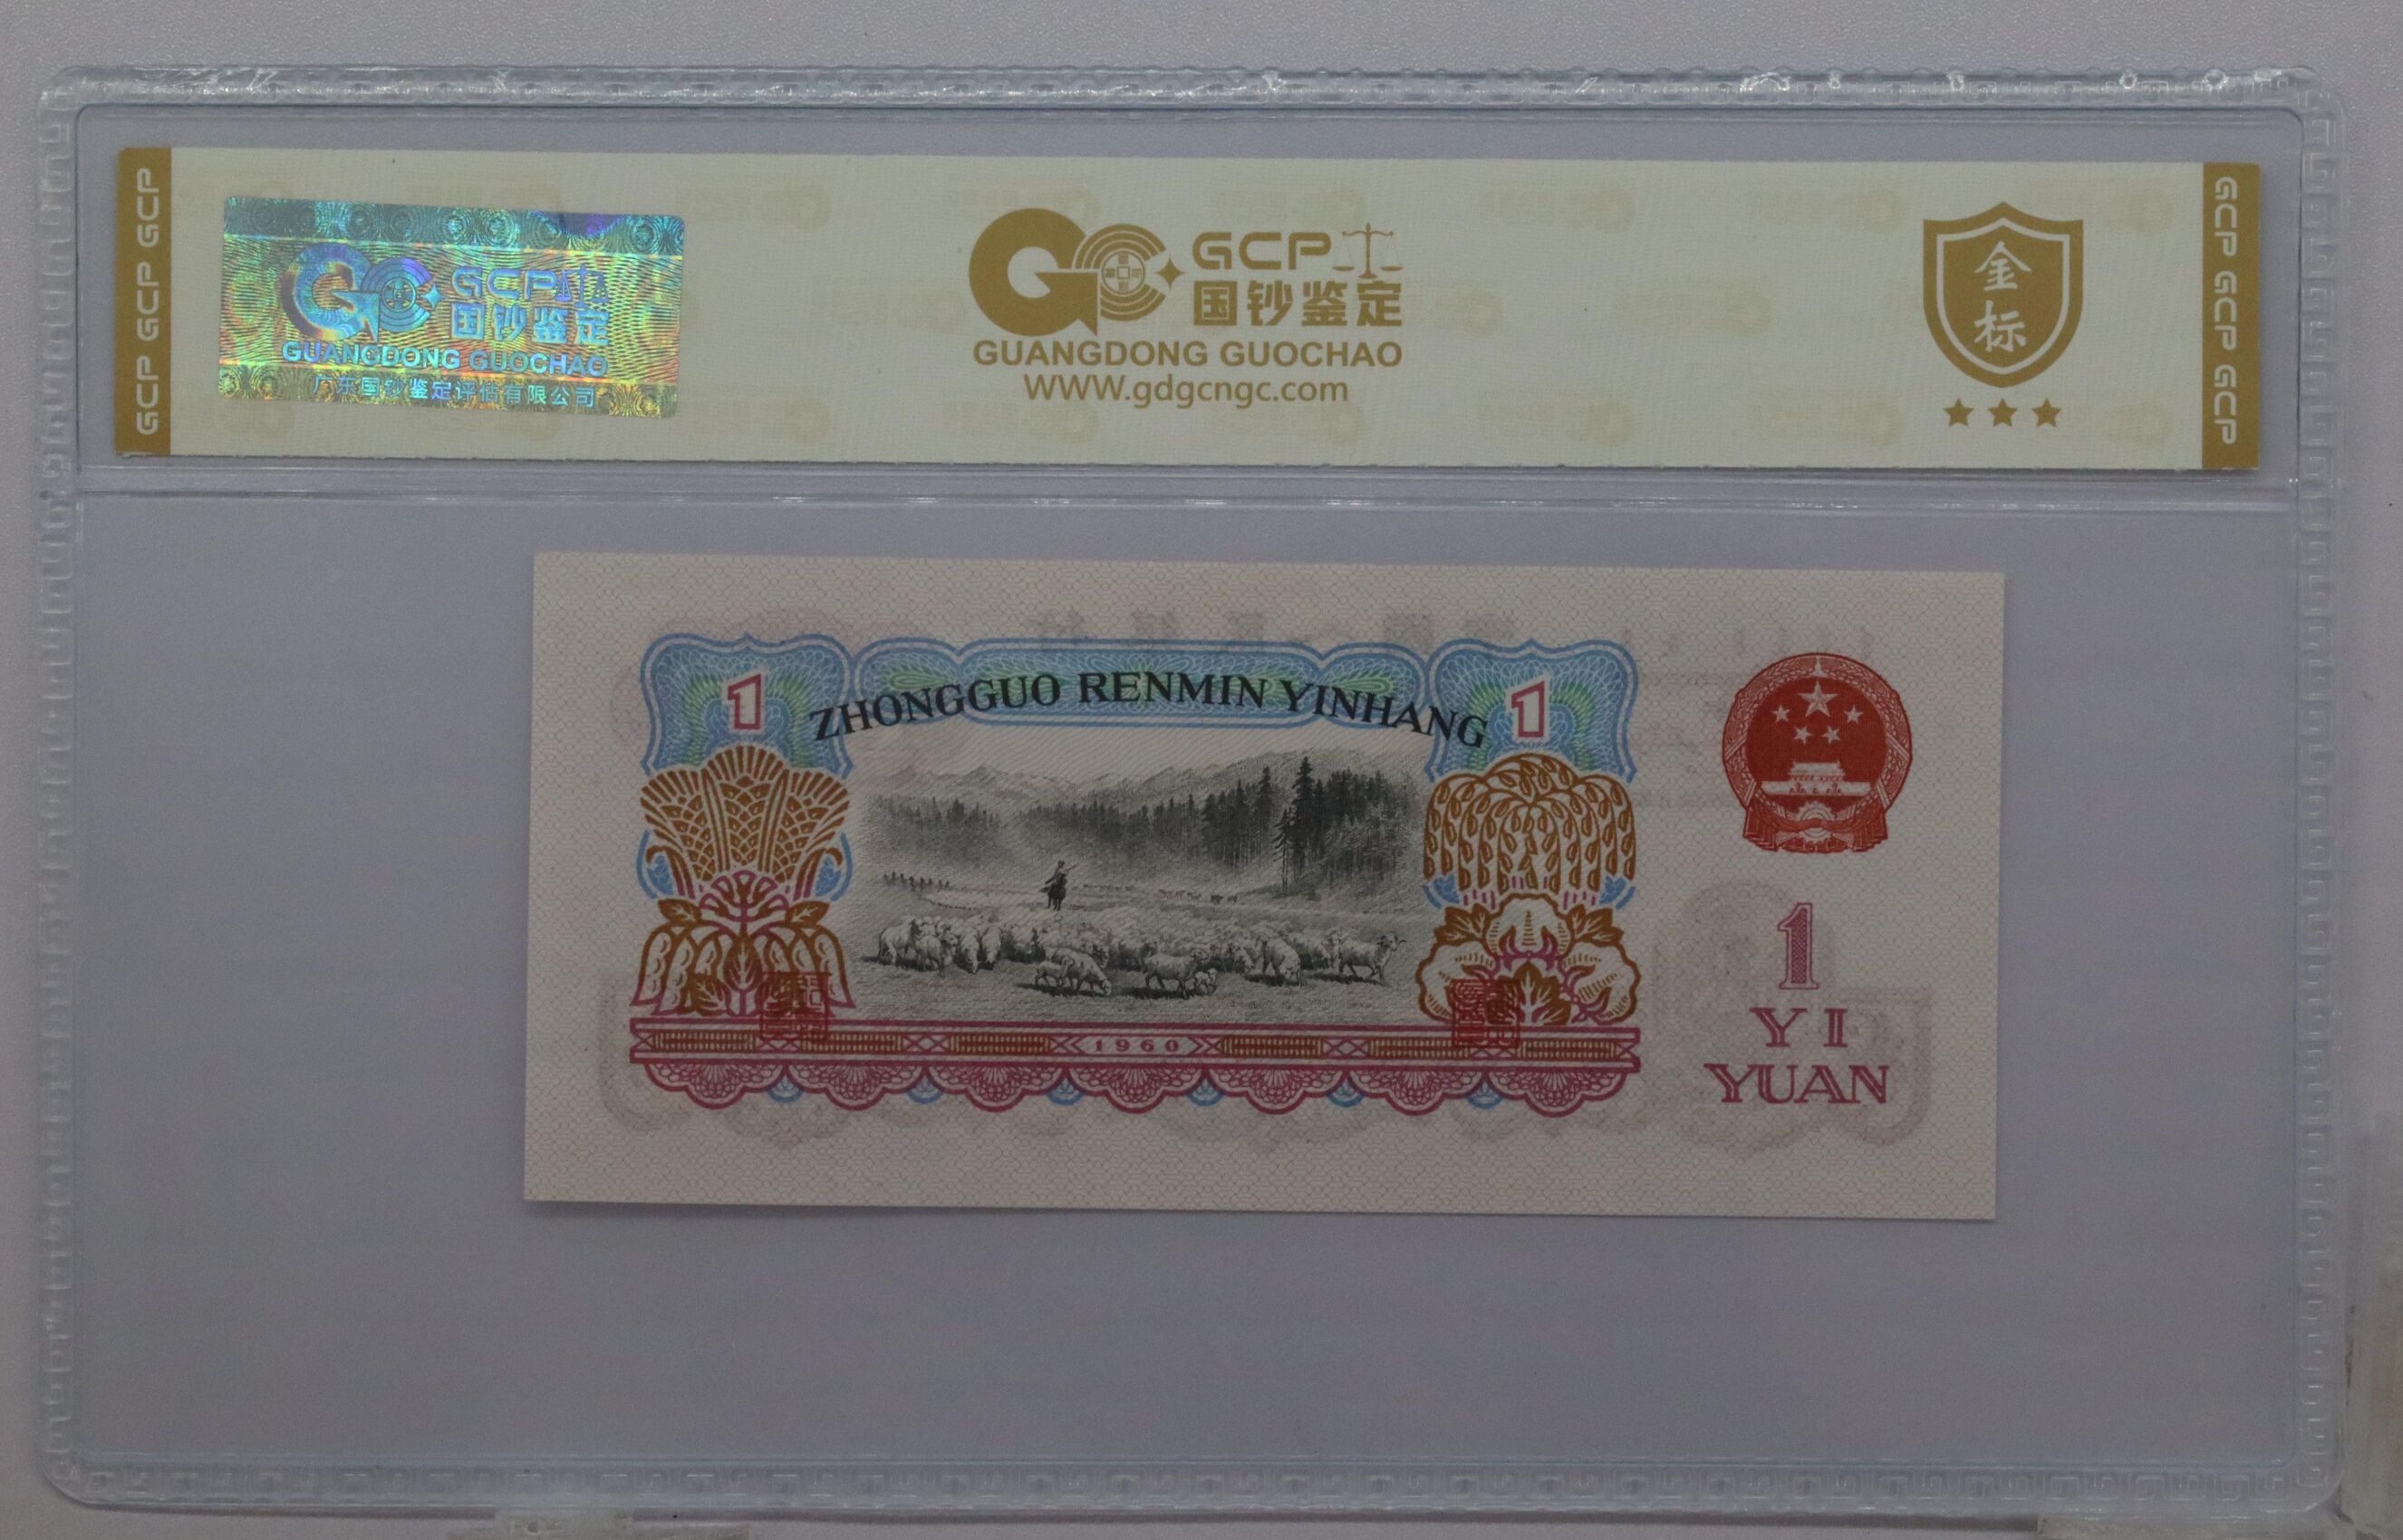 GCP GCP GCP
GCP
国钞鉴定
GUANGDONG GUOCHAO
广东国钞鉴定评估有限公司
GCP
国钞鉴定
GUANGDONG GUOCHAO
WWW.gdgcngc.com
金标
GCP GCP GCP
1
ZHONGGUO RENMIN YINHANG
1
1960
1
YI
YUAN